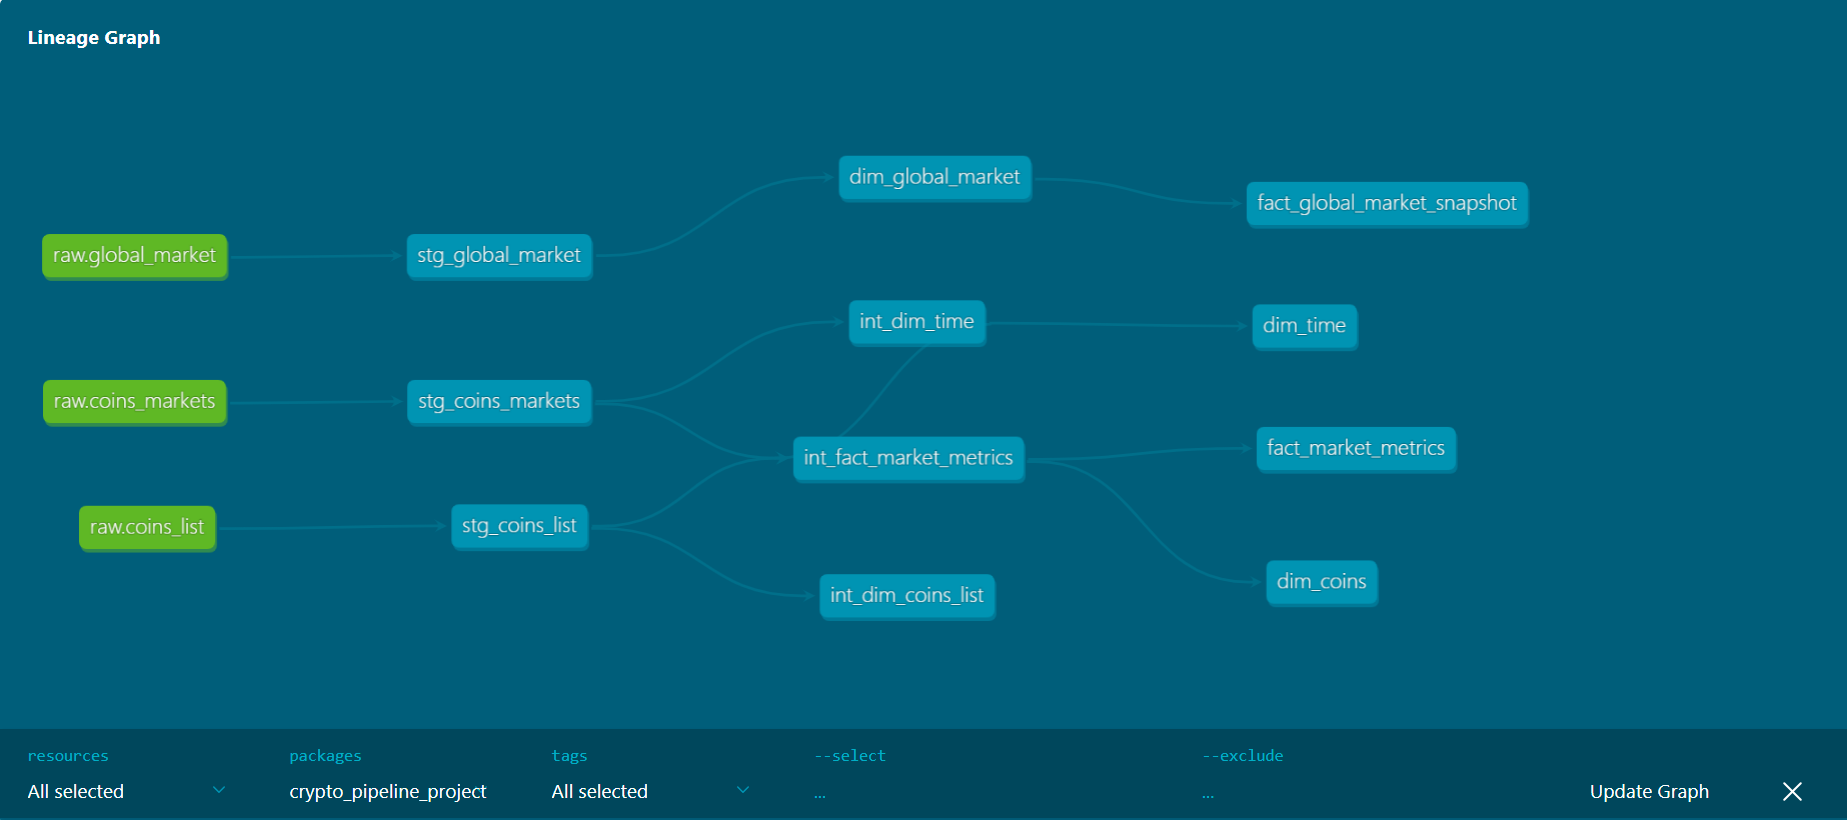 Lineage Graph
dim_global_market
fact_global_market_snapshot
raw.global_market
stg_global_market
int_dim_time
dim_time
raw.coins_markets
stg_coins_markets
int_fact_market_metrics
fact_market_metrics
raw.coins_list
stg_coins_list
int_dim_coins_list
dim_coins
resources
packages
tags
--select
--exclude
All selected
crypto_pipeline_project
All selected
...
...
Update Graph